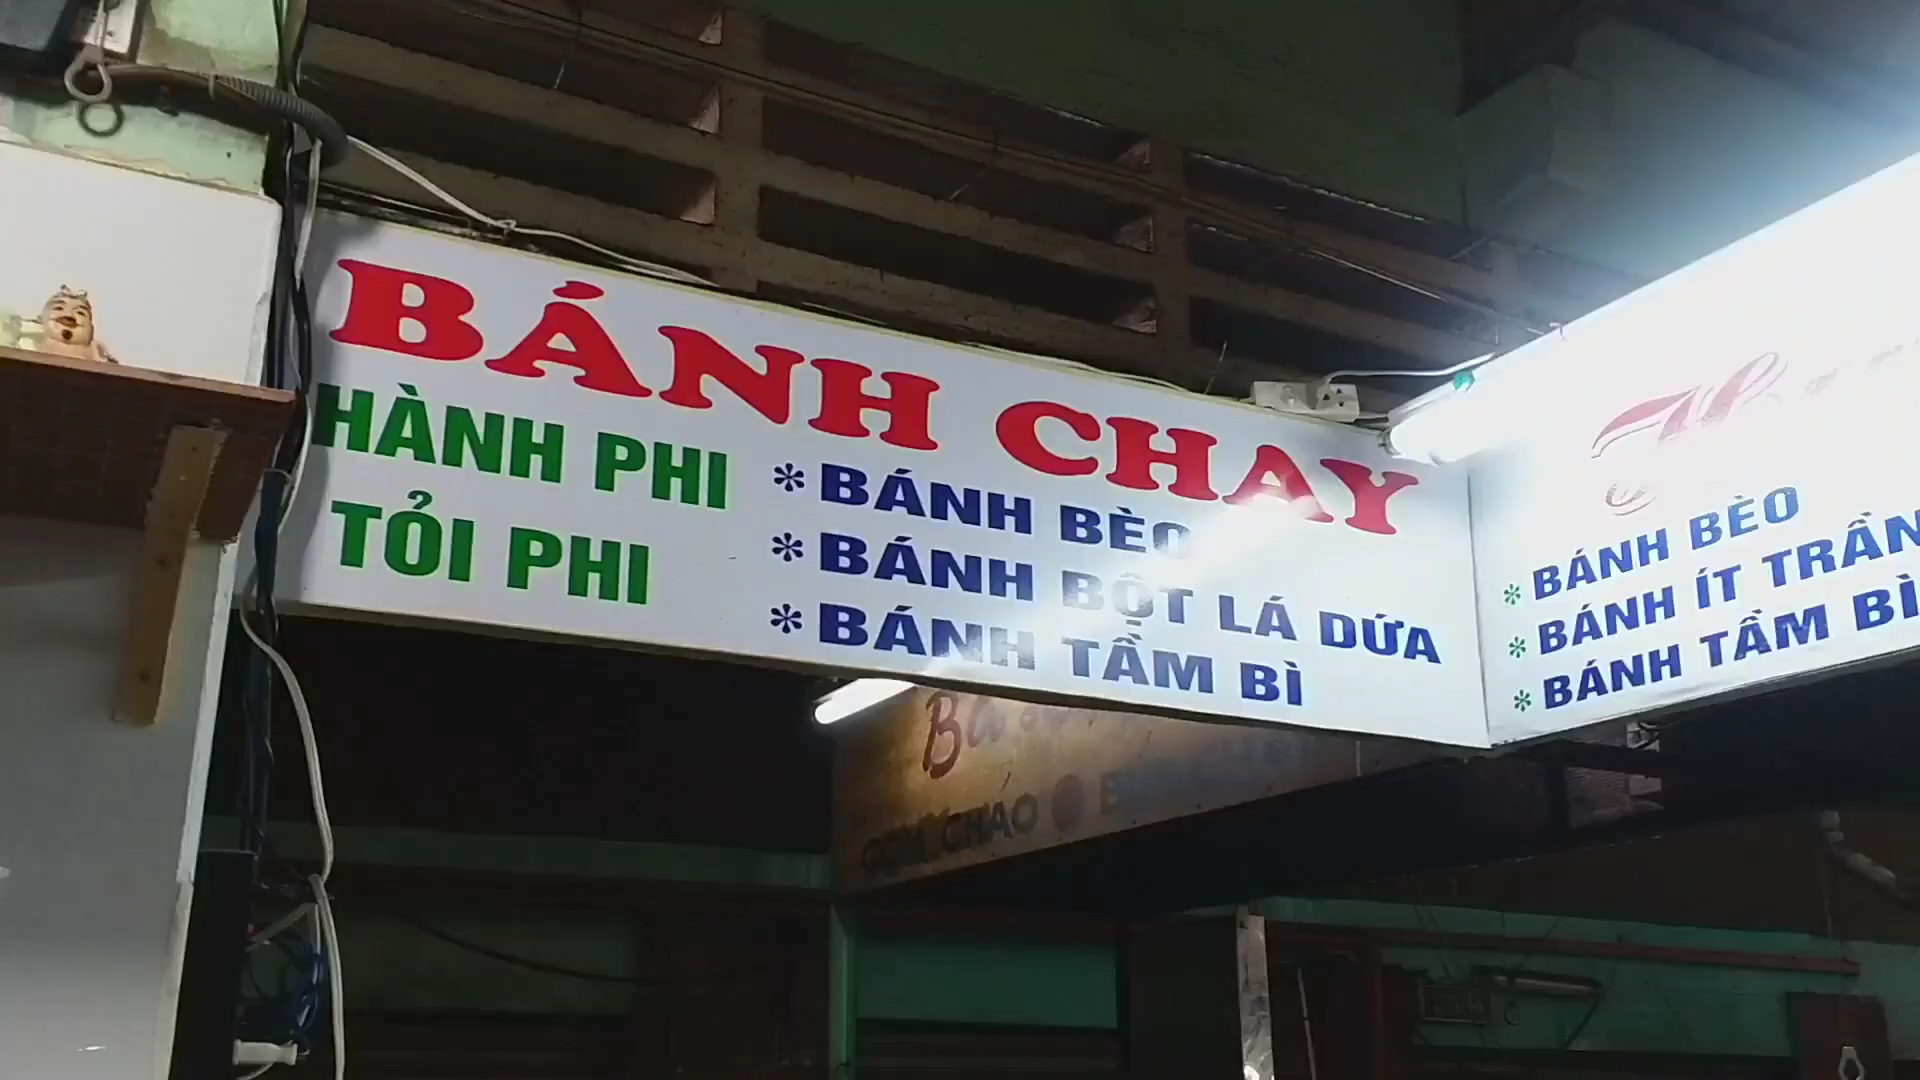 BÁNH CHAY
HÀNH PHI
TỎI PHI
* BÁNH BÈO
* BÁNH BỘT LÁ DỨA
* BÁNH TẦM BÌ
* BÁNH BÈO
* BÁNH ÍT TRẦN
* BÁNH TẦM BÌ
CHÁO